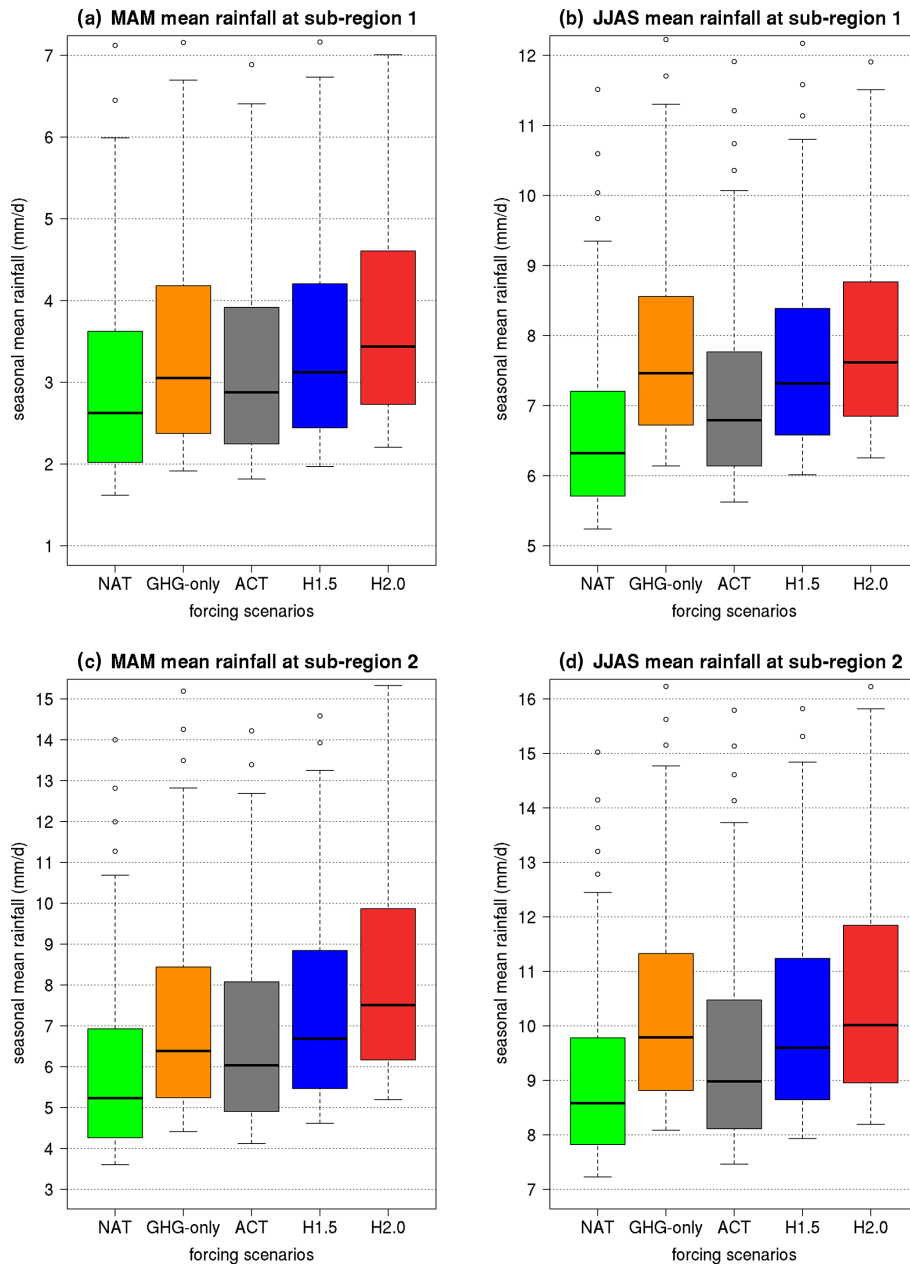 (a) MAM mean rainfall at sub-region 1
seasonal mean rainfall (mm/d)
7
6
5
4
3
2
1
NAT GHG-only ACT H1.5 H2.0
forcing scenarios
(b) JJAS mean rainfall at sub-region 1
seasonal mean rainfall (mm/d)
12
11
10
9
8
7
6
5
NAT GHG-only ACT H1.5 H2.0
forcing scenarios
(c) MAM mean rainfall at sub-region 2
seasonal mean rainfall (mm/d)
15
14
13
12
11
10
9
8
7
6
5
4
3
NAT GHG-only ACT H1.5 H2.0
forcing scenarios
(d) JJAS mean rainfall at sub-region 2
seasonal mean rainfall (mm/d)
16
15
14
13
12
11
10
9
8
7
NAT GHG-only ACT H1.5 H2.0
forcing scenarios